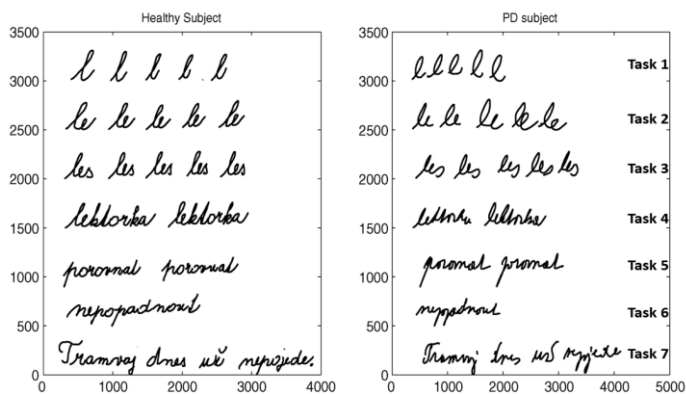 Healthy Subject
3500
3000
2500
2000
1500
1000
500
0
l l l l l
le le le le le
les les les les les
lektorka lektorka
porovnat porovnat
nepopadnout
Tramvaj dnes už nepojede.
0 1000 2000 3000 4000
PD subject
3500
3000
2500
2000
1500
1000
500
0
l l l l l Task 1
le le le le le Task 2
les les les les les Task 3
Task 4
Task 5
Task 6
Tramvaj dnes už Task 7
0 1000 2000 3000 4000 5000